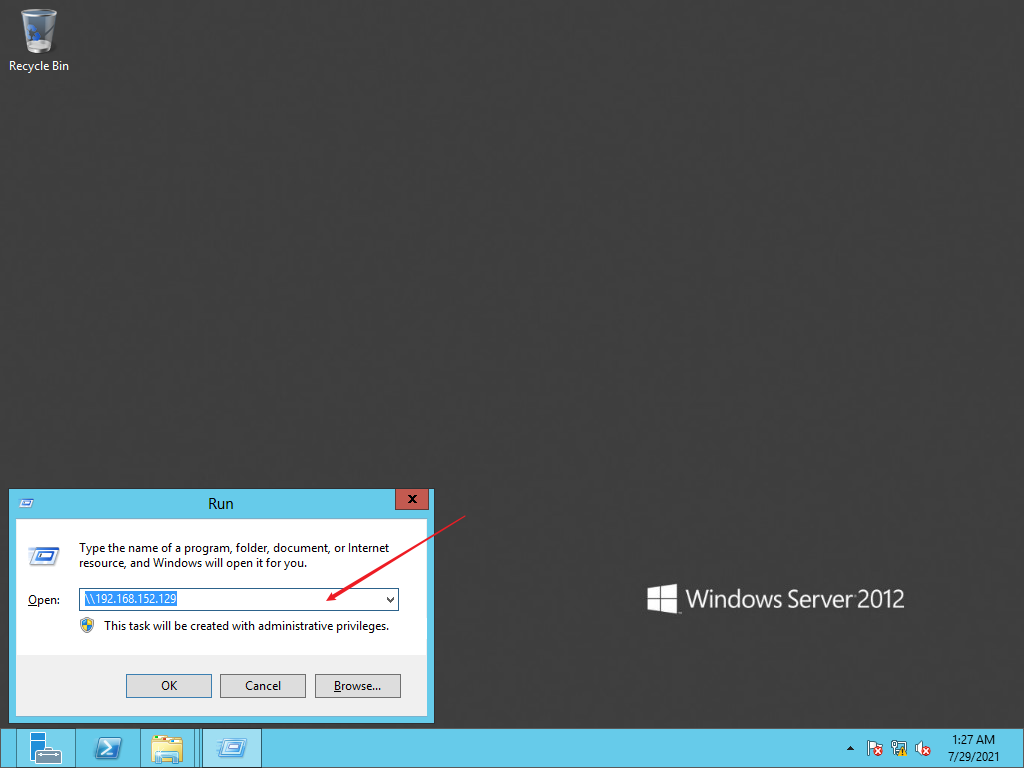 Recycle Bin
Run
Type the name of a program, folder, document, or Internet
resource, and Windows will open it for you.
Open:
\\192.168.152.129
This task will be created with administrative privileges.
OK
Cancel
Browse...
Windows Server 2012
1:27 AM
7/29/2021